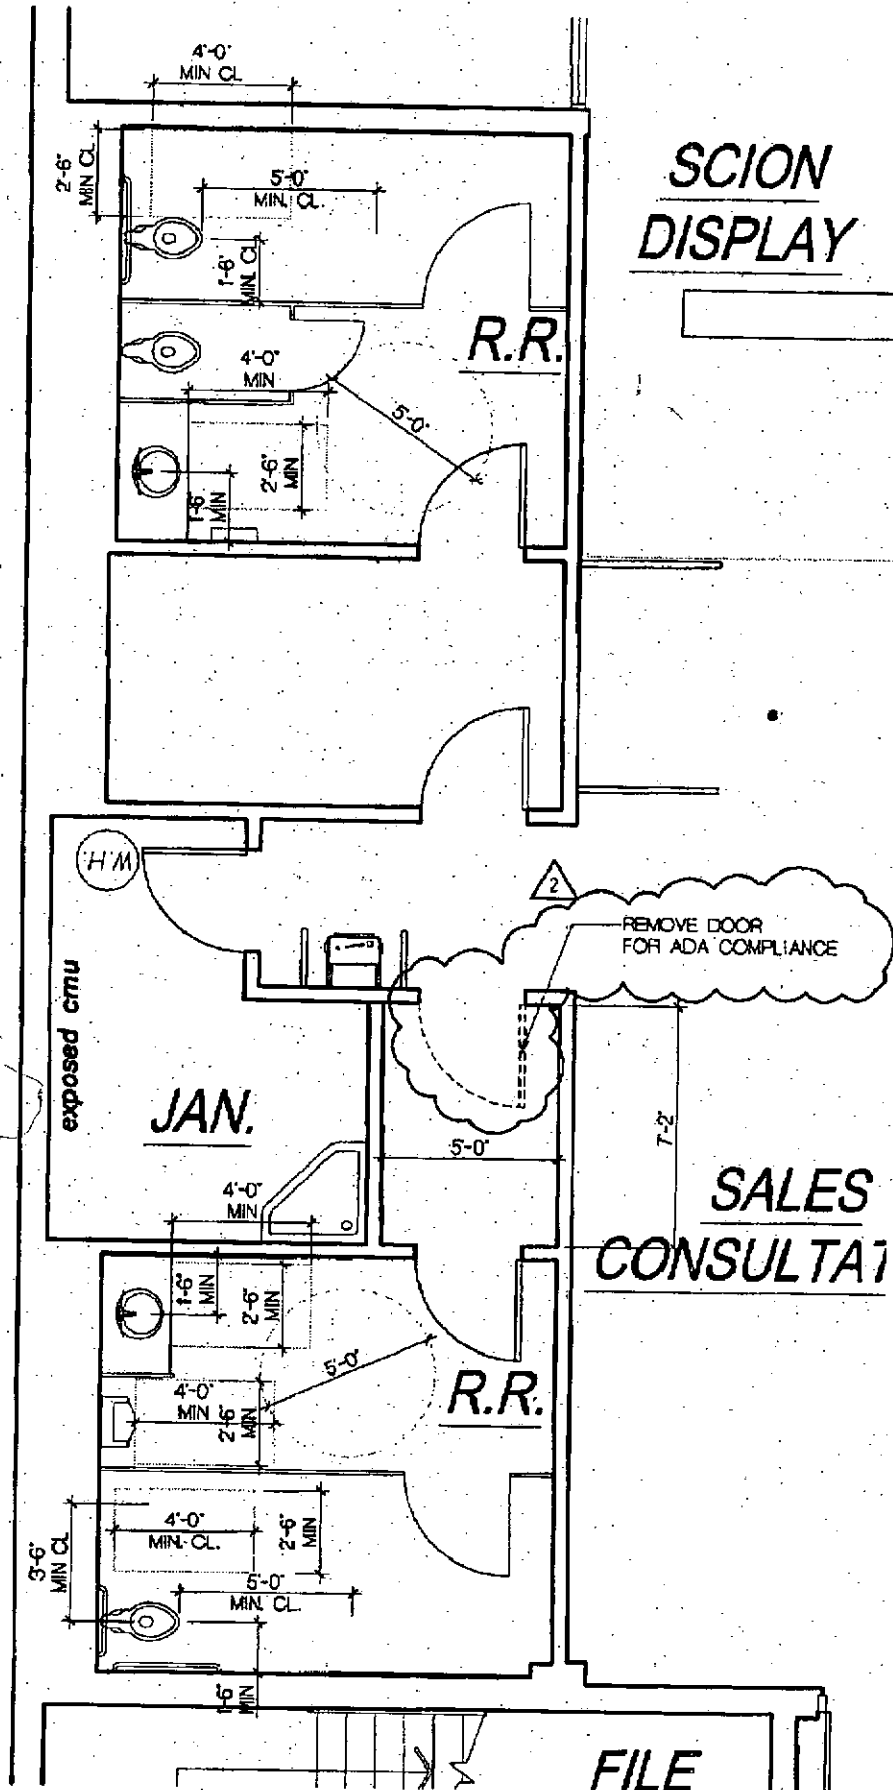 4'-0"
MIN CL
2'-6"
MIN CL
5'-0"
MIN. CL.
1'-6"
MIN. CL
SCION
DISPLAY
R.R.
4'-0"
MIN
5'-0"
2'-6"
MIN
1'-6"
MIN
W.H.
2
REMOVE DOOR
FOR ADA COMPLIANCE
exposed cmu
JAN.
5'-0"
7'-2"
4'-0"
MIN
SALES
CONSULTAT
1'-6"
MIN
2'-6"
MIN
5'-0"
R.R.
4'-0"
MIN
2'-6"
MIN
4'-0"
MIN. CL.
2'-6"
MIN
3'-6"
MIN CL
5'-0"
MIN. CL.
1'-6"
MIN
FILE